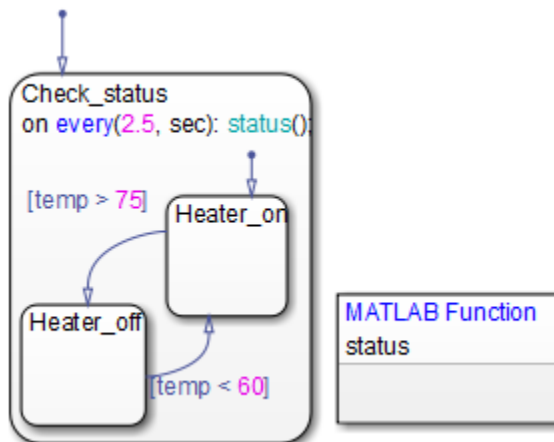 Check_status
on every(2.5, sec): status();
[temp > 75]
Heater_on
Heater_off
[temp < 60]
MATLAB Function
status